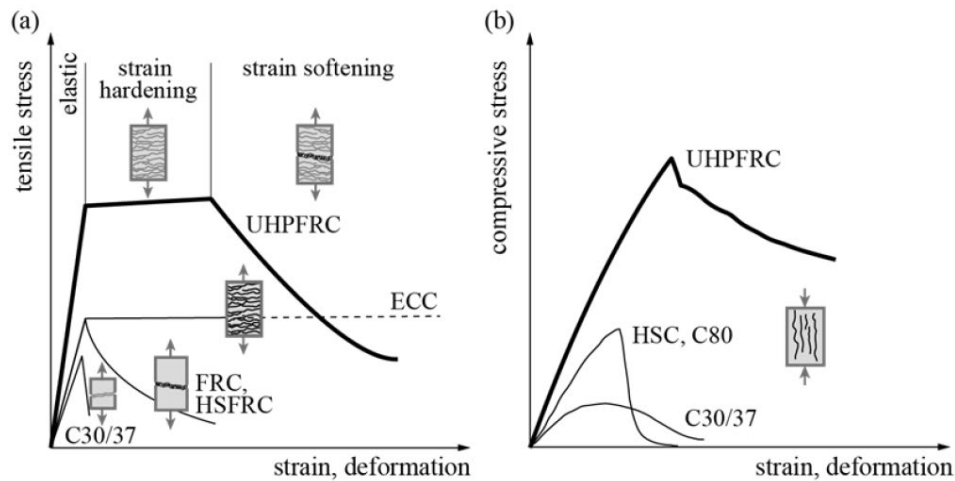 (a)
tensile stress
elastic
strain
hardening
strain softening
UHPFRC
ECC
FRC,
HSFRC
C30/37
strain, deformation
(b)
compressive stress
UHPFRC
HSC, C80
C30/37
strain, deformation